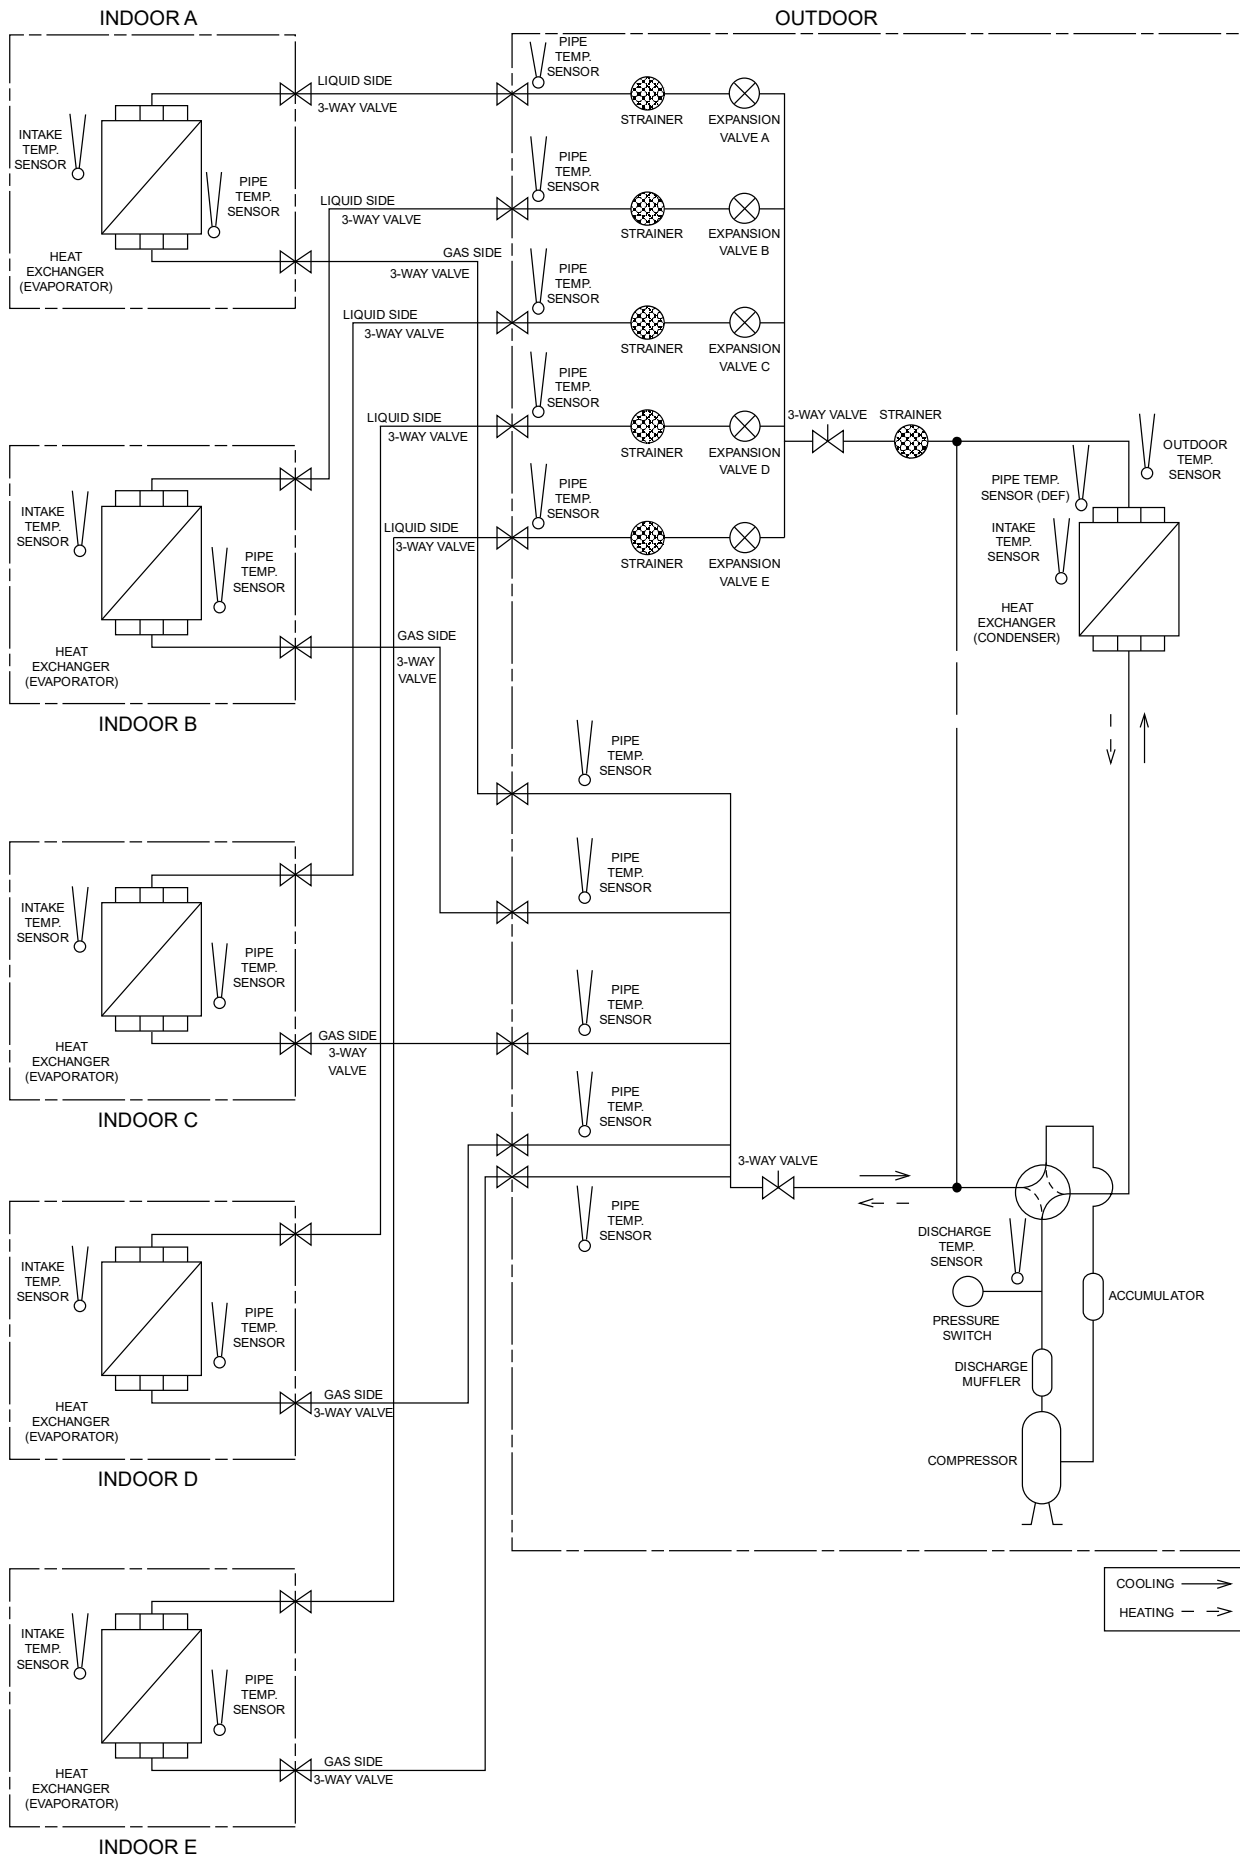 INDOOR A
OUTDOOR
LIQUID SIDE
3-WAY VALVE
PIPE
TEMP.
SENSOR
STRAINER
EXPANSION
VALVE A
INTAKE
TEMP.
SENSOR
PIPE
TEMP.
SENSOR
HEAT
EXCHANGER
(EVAPORATOR)
LIQUID SIDE
3-WAY VALVE
PIPE
TEMP.
SENSOR
STRAINER
EXPANSION
VALVE B
GAS SIDE
3-WAY VALVE
PIPE
TEMP.
SENSOR
LIQUID SIDE
3-WAY VALVE
STRAINER
EXPANSION
VALVE C
PIPE
TEMP.
SENSOR
LIQUID SIDE
3-WAY VALVE
STRAINER
EXPANSION
VALVE D
3-WAY VALVE
STRAINER
OUTDOOR
TEMP.
SENSOR
PIPE TEMP.
SENSOR (DEF)
INTAKE
TEMP.
SENSOR
HEAT
EXCHANGER
(CONDENSER)
PIPE
TEMP.
SENSOR
LIQUID SIDE
3-WAY VALVE
STRAINER
EXPANSION
VALVE E
INTAKE
TEMP.
SENSOR
PIPE
TEMP.
SENSOR
HEAT
EXCHANGER
(EVAPORATOR)
INDOOR B
GAS SIDE
3-WAY
VALVE
PIPE
TEMP.
SENSOR
PIPE
TEMP.
SENSOR
INTAKE
TEMP.
SENSOR
PIPE
TEMP.
SENSOR
HEAT
EXCHANGER
(EVAPORATOR)
INDOOR C
GAS SIDE
3-WAY
VALVE
PIPE
TEMP.
SENSOR
PIPE
TEMP.
SENSOR
3-WAY VALVE
PIPE
TEMP.
SENSOR
DISCHARGE
TEMP.
SENSOR
PRESSURE
SWITCH
ACCUMULATOR
DISCHARGE
MUFFLER
COMPRESSOR
INTAKE
TEMP.
SENSOR
PIPE
TEMP.
SENSOR
HEAT
EXCHANGER
(EVAPORATOR)
INDOOR D
GAS SIDE
3-WAY VALVE
COOLING
HEATING
INTAKE
TEMP.
SENSOR
PIPE
TEMP.
SENSOR
HEAT
EXCHANGER
(EVAPORATOR)
GAS SIDE
3-WAY VALVE
INDOOR E